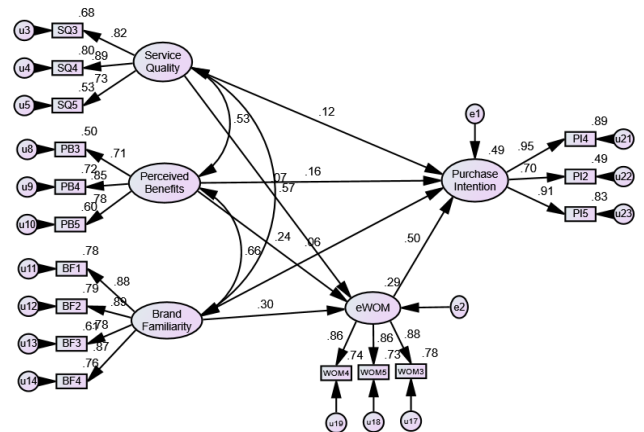 .68
u3 SQ3
.82
.80 .89
u4 SQ4
.73
.53
u5 SQ5
Service
Quality
.53
.12
e1
.89
PI4 u21
.95
.49
.49
.70
PI2 u22
.83
.91
PI5 u23
Purchase
Intention
.50
u8 PB3
.71
.72 .85
u9 PB4
.78
.60
u10 PB5
Perceived
Benefits
.16
.07
.57
.24
.06
.66
.50
.78
u11 BF1
.88
.79
u12 BF2
.89
.61 .78
u13 BF3
.87
.76
u14 BF4
Brand
Familiarity
.30
.29
eWOM
e2
.86 .86 .88
.74 .73 .78
WOM4 WOM5 WOM3
u19 u18 u17